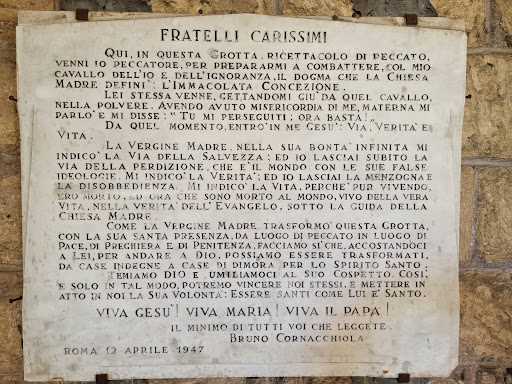 FRATELLI CARISSIMI
QUI, IN QUESTA GROTTA, RICETTACOLO DI PECCATO,
VENNI IO PECCATORE, PER PREPARARMI A COMBATTERE, COL MIO
CAVALLO DELL'IO E DELL'IGNORANZA, IL DOGMA CHE LA CHIESA
MADRE DEFINI': L'IMMACOLATA CONCEZIONE.
LEI STESSA VENNE, GETTANDOMI GIU' DA QUEL CAVALLO,
NELLA POLVERE. AVENDO AVUTO MISERICORDIA DI ME, MATERNA MI
PARLO' E MI DISSE: "TU MI PERSEGUITI; ORA BASTA!"
DA QUEL MOMENTO, ENTRO' IN ME GESU': VIA, VERITA' E
VITA.
LA VERGINE MADRE, NELLA SUA BONTA' INFINITA MI
INDICO' LA VIA DELLA SALVEZZA; ED IO LASCIAI SUBITO LA
VIA DELLA PERDIZIONE, CHE E' IL MONDO CON LE SUE FALSE
IDEOLOGIE. MI INDICO' LA VERITA'; ED IO LASCIAI LA MENZOGNA E
LA DISOBBEDIENZA. MI INDICO' LA VITA, PERCHE' PUR VIVENDO,
ERO MORTO, ED ORA CHE SONO MORTO AL MONDO, VIVO DELLA VERA
VITA, NELLA VERITA' DELL'EVANGELO, SOTTO LA GUIDA DELLA
CHIESA MADRE.
COME LA VERGINE MADRE TRASFORMO' QUESTA GROTTA,
CON LA SUA SANTA PRESENZA, DA LUOGO DI PECCATO IN LUOGO DI
PACE, DI PREGHIERA E DI PENITENZA, FACCIAMO SI' CHE, ACCOSTANDOCI
A LEI, PER ANDARE A DIO, POSSIAMO ESSERE TRASFORMATI,
DA CASE INDEGNE A CASE DI DIMORA PER LO SPIRITO SANTO.
TEMIAMO DIO E UMILIAMOCI AL SUO COSPETTO. COSI',
E SOLO IN TAL MODO, POTREMO VINCERE NOI STESSI, E METTERE IN
ATTO IN NOI LA SUA VOLONTA': ESSERE SANTI COME LUI E' SANTO.
VIVA GESU'! VIVA MARIA! VIVA IL PAPA!
IL MINIMO DI TUTTI VOI CHE LEGGETE.
BRUNO CORNACCHIOLA
ROMA 12 APRILE 1947